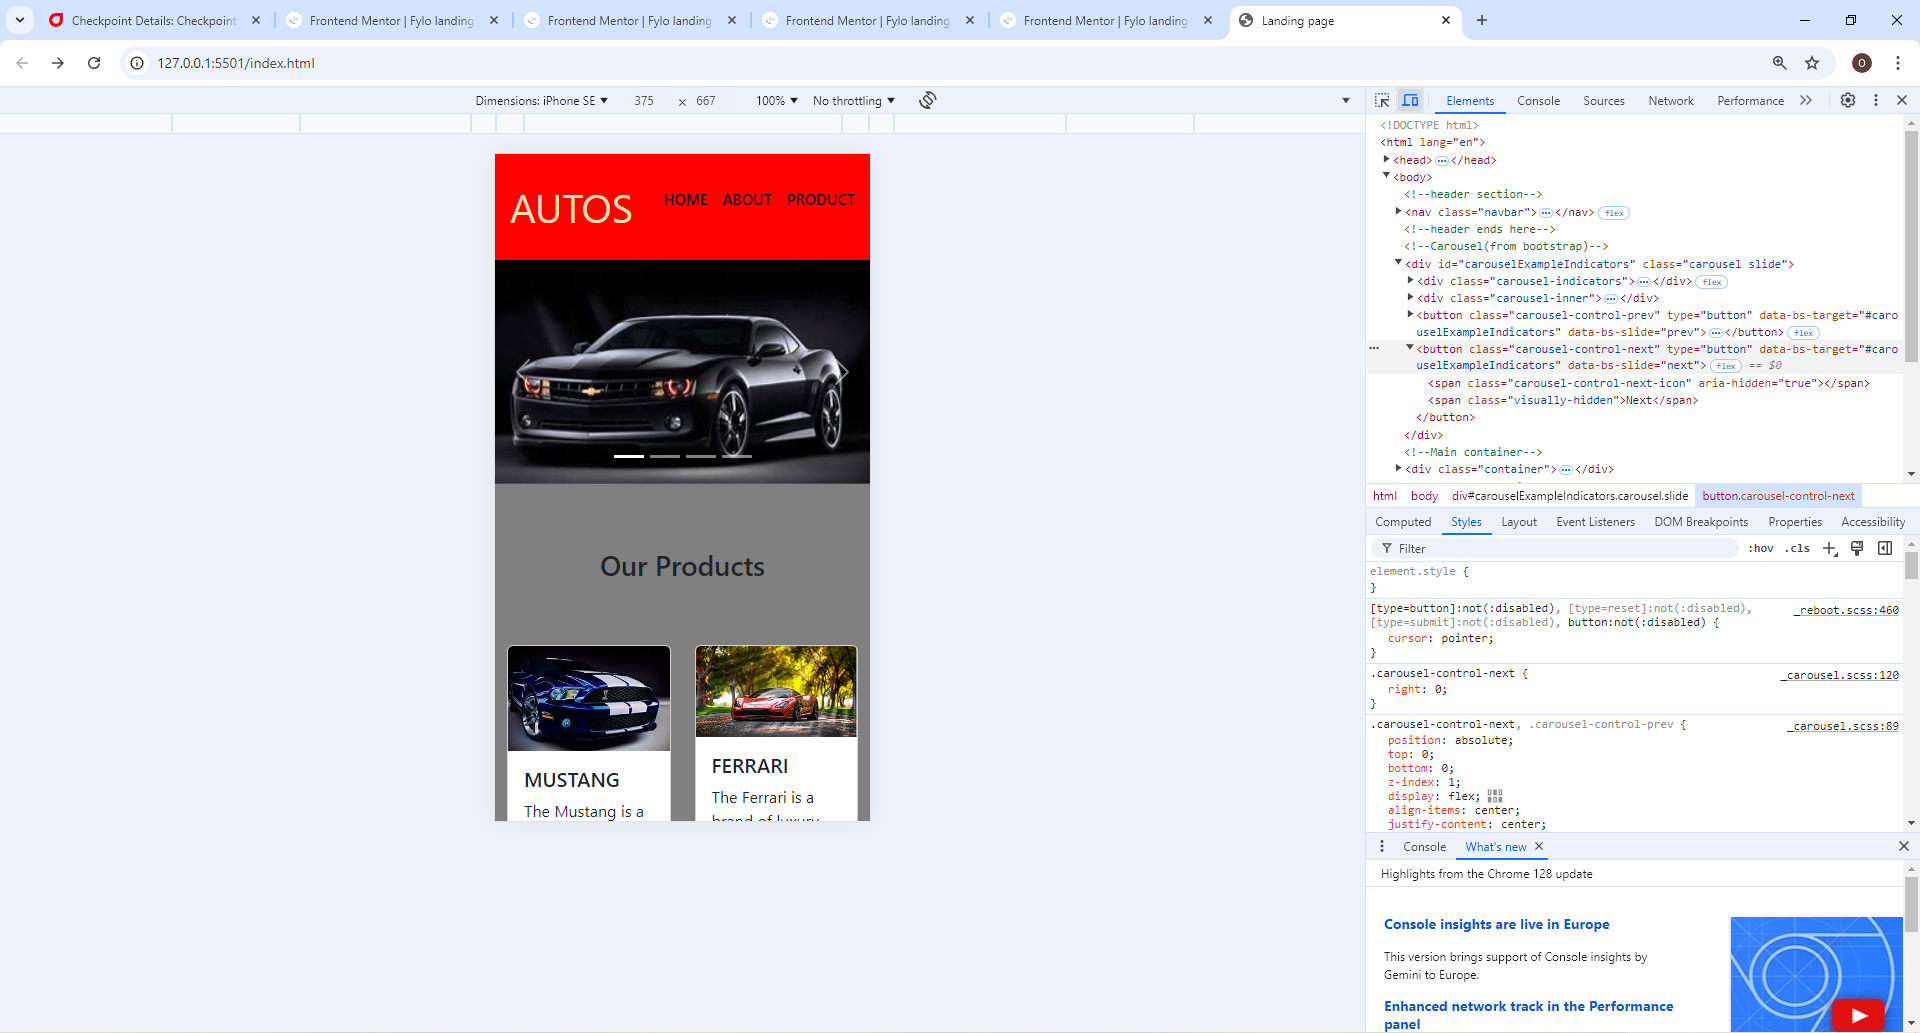 Checkpoint Details: Checkpoint
Frontend Mentor | Fylo landing
Frontend Mentor | Fylo landing
Frontend Mentor | Fylo landing
Frontend Mentor | Fylo landing
Landing page
127.0.0.1:5501/index.html
O
Dimensions: iPhone SE
375 × 667
100%
No throttling
AUTOS
HOME ABOUT PRODUCT
Our Products
MUSTANG
The Mustang is a
FERRARI
The Ferrari is a
brand of luxury
Elements Console Sources Network Performance
<!DOCTYPE html>
<html lang="en">
<head> </head>
<body>
<!--header section-->
<nav class="navbar"> </nav> flex
<!--header ends here-->
<!--Carousel(from bootstrap)-->
<div id="carouselExampleIndicators" class="carousel slide">
<div class="carousel-indicators"> </div> flex
<div class="carousel-inner"> </div>
<button class="carousel-control-prev" type="button" data-bs-target="#caro
uselExampleIndicators" data-bs-slide="prev"> </button> flex
<button class="carousel-control-next" type="button" data-bs-target="#caro
uselExampleIndicators" data-bs-slide="next"> flex == $0
<span class="carousel-control-next-icon" aria-hidden="true"></span>
<span class="visually-hidden">Next</span>
</button>
</div>
<!--Main container-->
<div class="container"> </div>
html body div#carouselExampleIndicators.carousel.slide button.carousel-control-next
Computed Styles Layout Event Listeners DOM Breakpoints Properties Accessibility
Filter :hov .cls
element.style {
}
[type=button]:not(:disabled), [type=reset]:not(:disabled), _reboot.scss:460
[type=submit]:not(:disabled), button:not(:disabled) {
cursor: pointer;
}
.carousel-control-next { _carousel.scss:120
right: 0;
}
.carousel-control-next, .carousel-control-prev { _carousel.scss:89
position: absolute;
top: 0;
bottom: 0;
z-index: 1;
display: flex;
align-items: center;
justify-content: center;
Console What's new
Highlights from the Chrome 128 update
Console insights are live in Europe
This version brings support of Console insights by
Gemini to Europe.
Enhanced network track in the Performance
panel